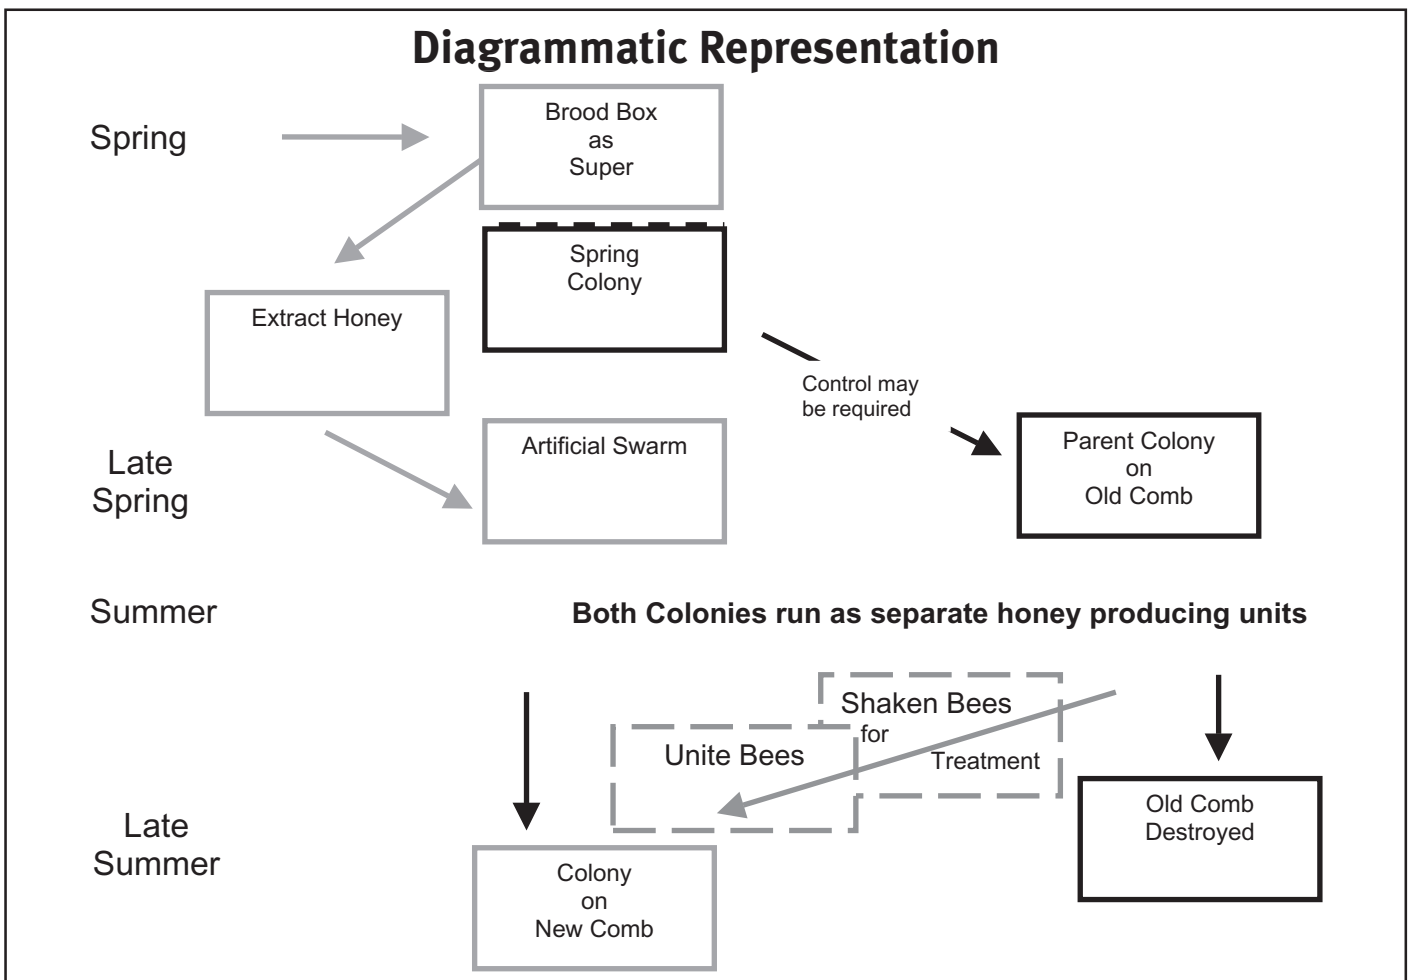 Diagrammatic Representation
Spring
Brood Box
as
Super
Spring
Colony
Extract Honey
Control may
be required
Late
Spring
Artificial Swarm
Parent Colony
on
Old Comb
Summer
Both Colonies run as separate honey producing units
Shaken Bees
for
Treatment
Unite Bees
Late
Summer
Old Comb
Destroyed
Colony
on
New Comb